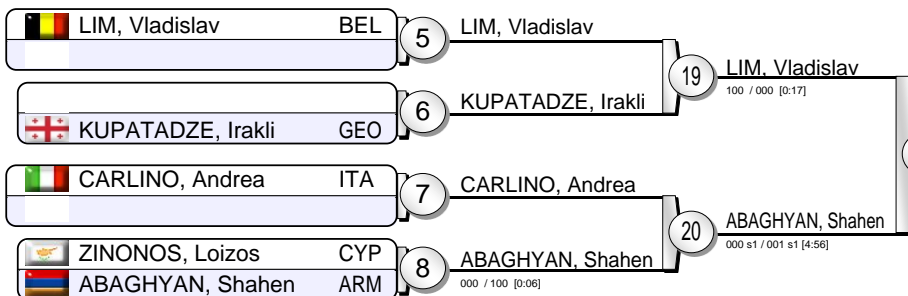 LIM, Vladislav BEL
5
LIM, Vladislav
KUPATADZE, Irakli GEO
6
KUPATADZE, Irakli
19
LIM, Vladislav
100 / 000 [0:17]
CARLINO, Andrea ITA
7
CARLINO, Andrea
ZINONOS, Loizos CYP
ABAGHYAN, Shahen ARM
8
ABAGHYAN, Shahen
000 / 100 [0:06]
20
ABAGHYAN, Shahen
000 s1 / 001 s1 [4:56]